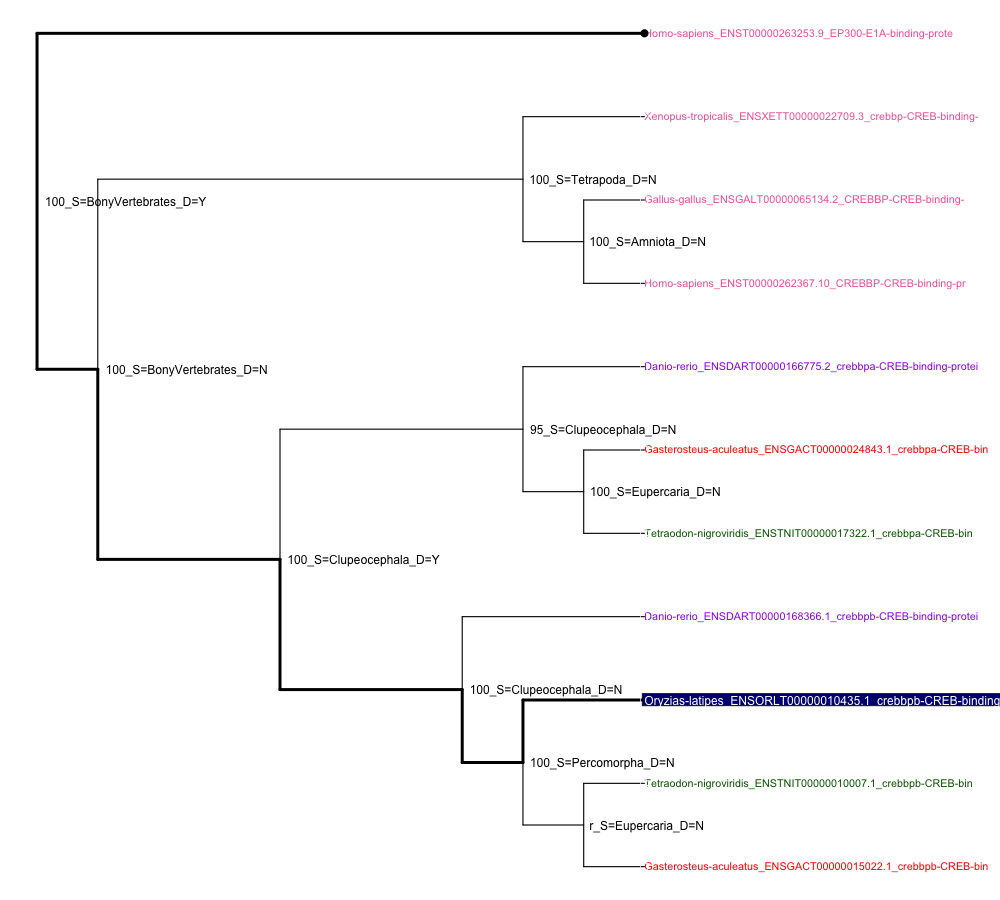 Homo-sapiens_ENST00000263253.9_EP300-E1A-binding-prote
Xenopus-tropicalis_ENSXETT00000022709.3_crebbp-CREB-binding-
100_S=Tetrapoda_D=N
100_S=BonyVertebrates_D=Y
Gallus-gallus_ENSGALT00000065134.2_CREBBP-CREB-binding-
100_S=Amniota_D=N
Homo-sapiens_ENST00000262367.10_CREBBP-CREB-binding-pr
100_S=BonyVertebrates_D=N
Danio-rerio_ENSDART00000166775.2_crebbpa-CREB-binding-protei
95_S=Clupeocephala_D=N
Gasterosteus-aculeatus_ENSGACT00000024843.1_crebbpa-CREB-bin
100_S=Eupercaria_D=N
Tetraodon-nigroviridis_ENSTNIT00000017322.1_crebbpa-CREB-bin
100_S=Clupeocephala_D=Y
Danio-rerio_ENSDART00000168366.1_crebbpb-CREB-binding-protei
100_S=Clupeocephala_D=N
Oryzias-latipes_ENSORLT00000010435.1_crebbpb-CREB-binding
100_S=Percomorpha_D=N
Tetraodon-nigroviridis_ENSTNIT00000010007.1_crebbpb-CREB-bin
r_S=Eupercaria_D=N
Gasterosteus-aculeatus_ENSGACT00000015022.1_crebbpb-CREB-bin